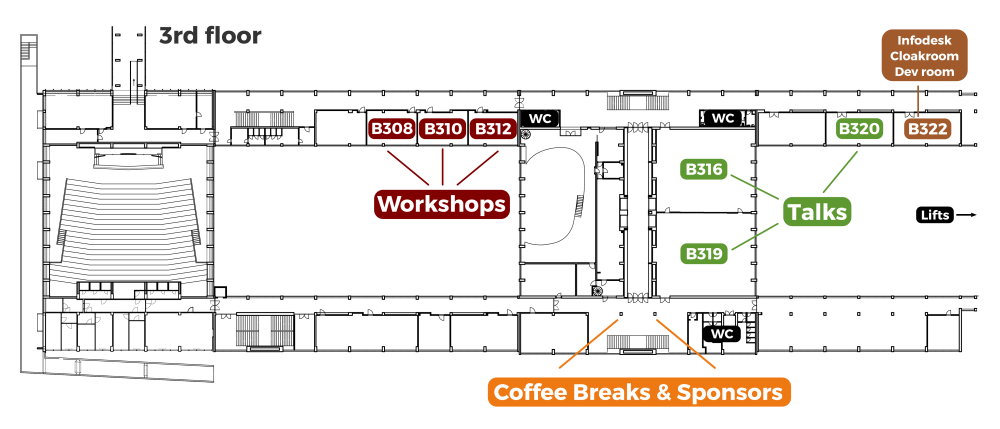 3rd floor
Infodesk
Cloakroom
Dev room
WC
WC
B308
B310
B312
B320
B322
B316
Workshops
Talks
Lifts
B319
WC
Coffee Breaks & Sponsors